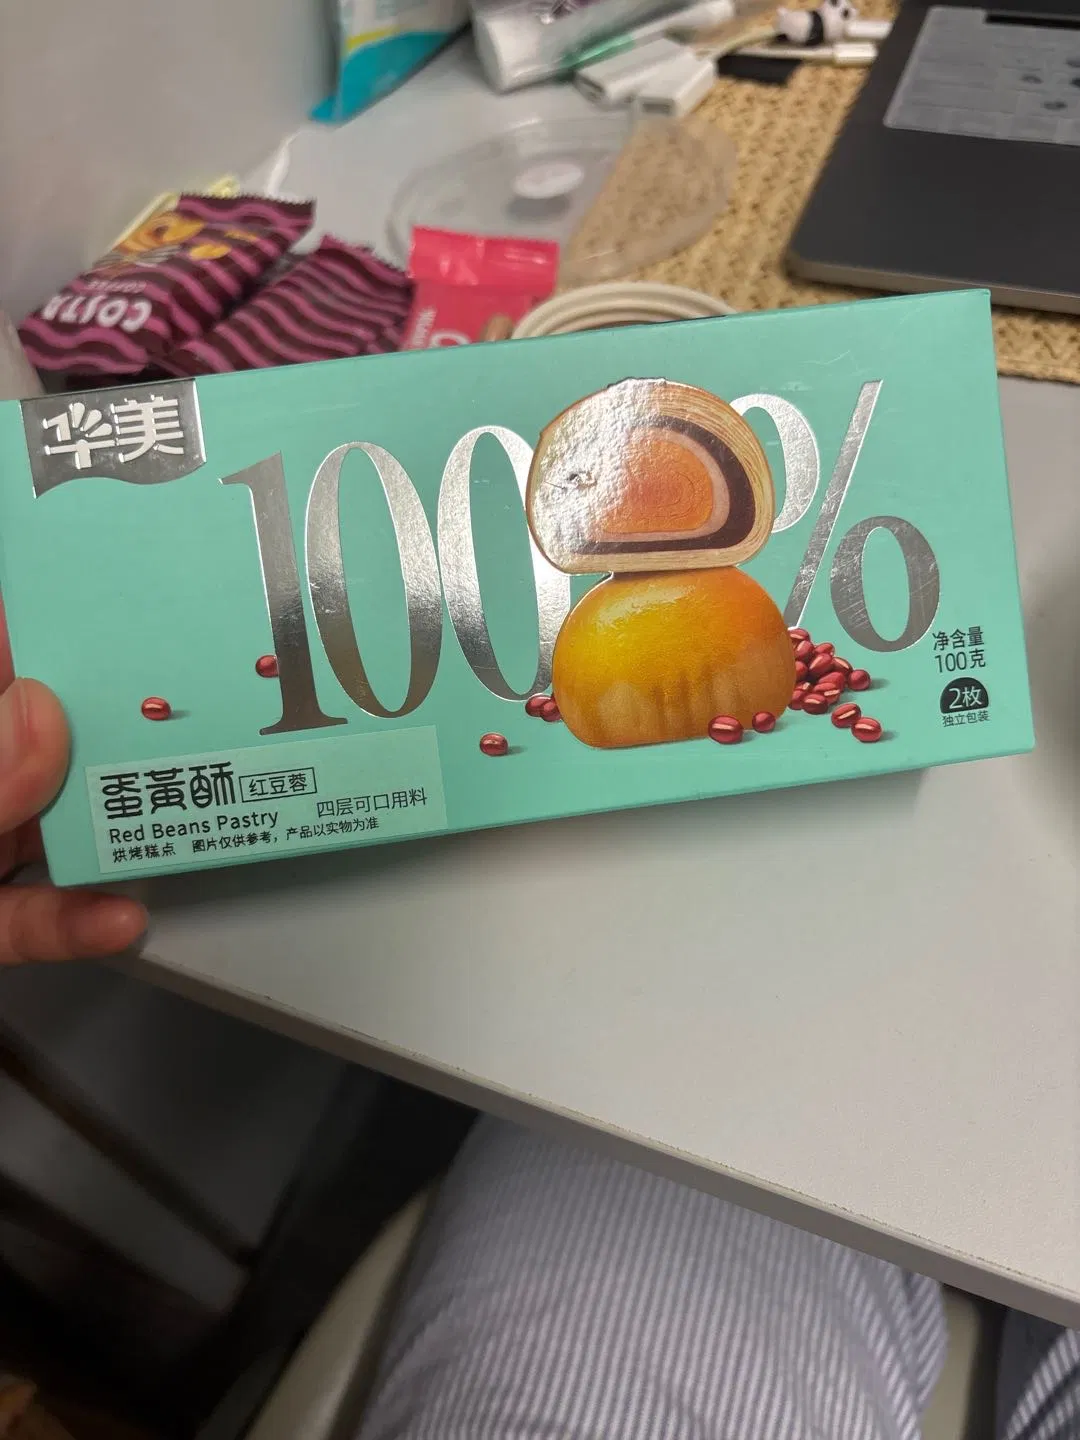 COSTA
COFFEE
华美
100%
净含量
100克
2枚
独立包装
蛋黄酥 红豆蓉 四层可口用料
Red Beans Pastry
烘烤糕点 图片仅供参考，产品以实物为准